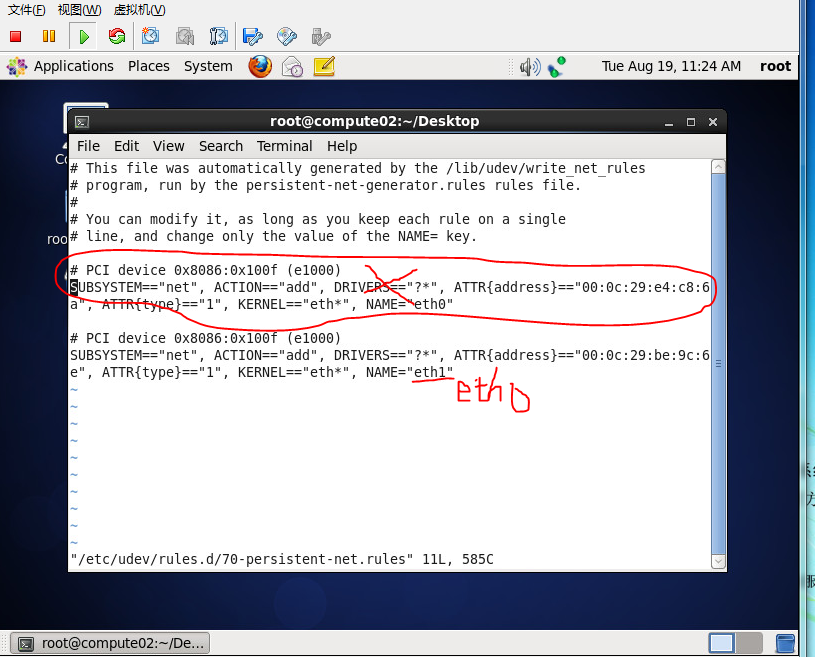 文件(F) 视图(W) 虚拟机(V)
Applications Places System Tue Aug 19, 11:24 AM root
root@compute02:~/Desktop
File Edit View Search Terminal Help
# This file was automatically generated by the /lib/udev/write_net_rules
# program, run by the persistent-net-generator.rules rules file.
#
# You can modify it, as long as you keep each rule on a single
# line, and change only the value of the NAME= key.
# PCI device 0x8086:0x100f (e1000)
SUBSYSTEM=="net", ACTION=="add", DRIVERS=="?*", ATTR{address}=="00:0c:29:e4:c8:6
a", ATTR{type}=="1", KERNEL=="eth*", NAME="eth0"
# PCI device 0x8086:0x100f (e1000)
SUBSYSTEM=="net", ACTION=="add", DRIVERS=="?*", ATTR{address}=="00:0c:29:be:9c:6
e", ATTR{type}=="1", KERNEL=="eth*", NAME="eth1"
eth0
~
~
~
~
~
~
~
~
~
~
"/etc/udev/rules.d/70-persistent-net.rules" 11L, 585C
root@compute02:~/De...